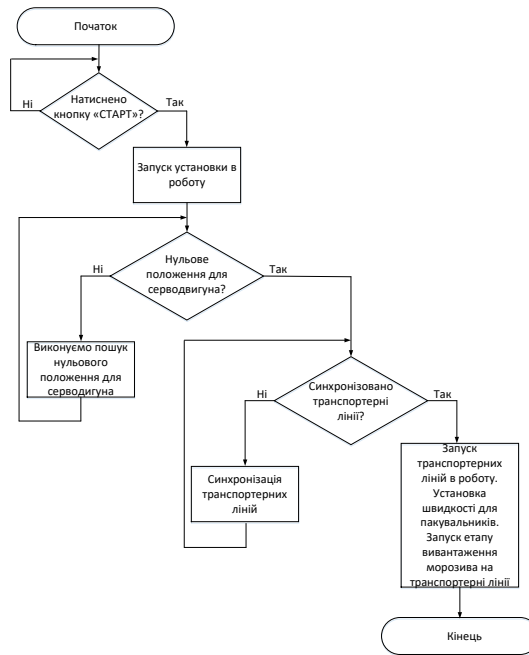 Початок
Натиснено
кнопку «СТАРТ»?
Ні
Так
Запуск установки в
роботу
Нульове
положення для
серводвигуна?
Ні
Так
Виконуємо пошук
нульового
положення для
серводигуна
Синхронізовано
транспортерні
лінії?
Ні
Так
Синхронізація
транспортерних
ліній
Запуск
транспортерних
ліній в роботу.
Установка
швидкості для
пакувальників.
Запуск етапу
вивантаження
морозива на
транспортерні лінії
Кінець